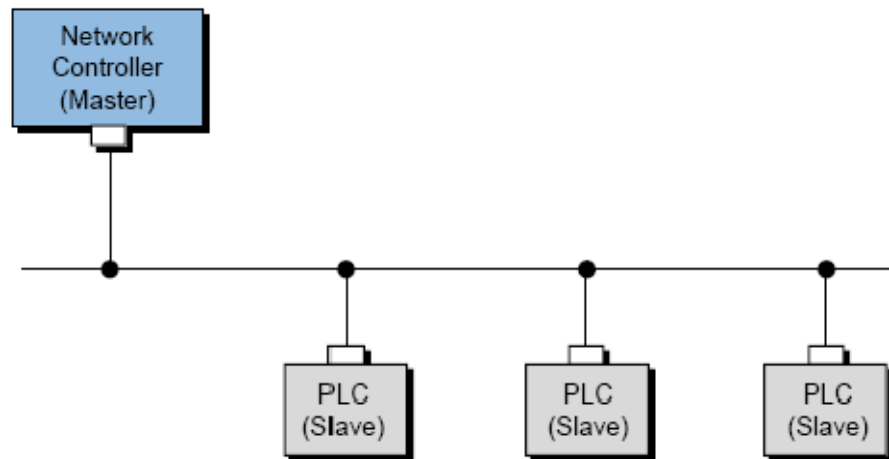 Network
Controller
(Master)
PLC
(Slave)
PLC
(Slave)
PLC
(Slave)